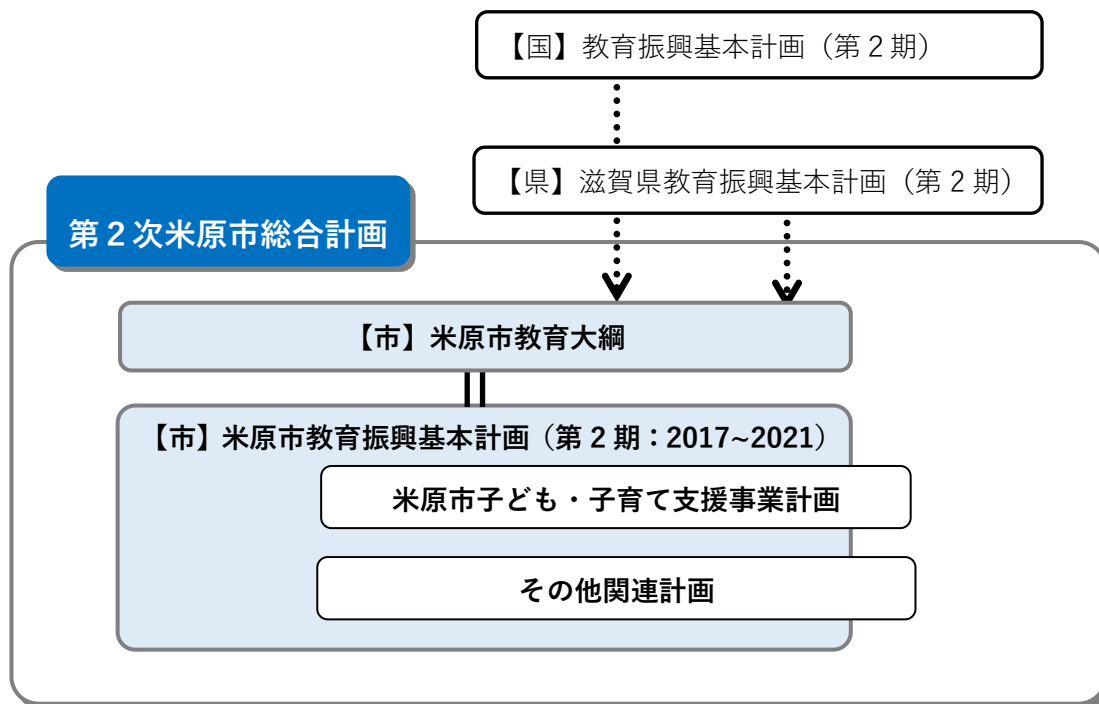 【国】教育振興基本計画（第２期）
【県】滋賀県教育振興基本計画（第２期）
第２次米原市総合計画
【市】米原市教育大綱
【市】米原市教育振興基本計画（第２期：2017~2021）
米原市子ども・子育て支援事業計画
その他関連計画